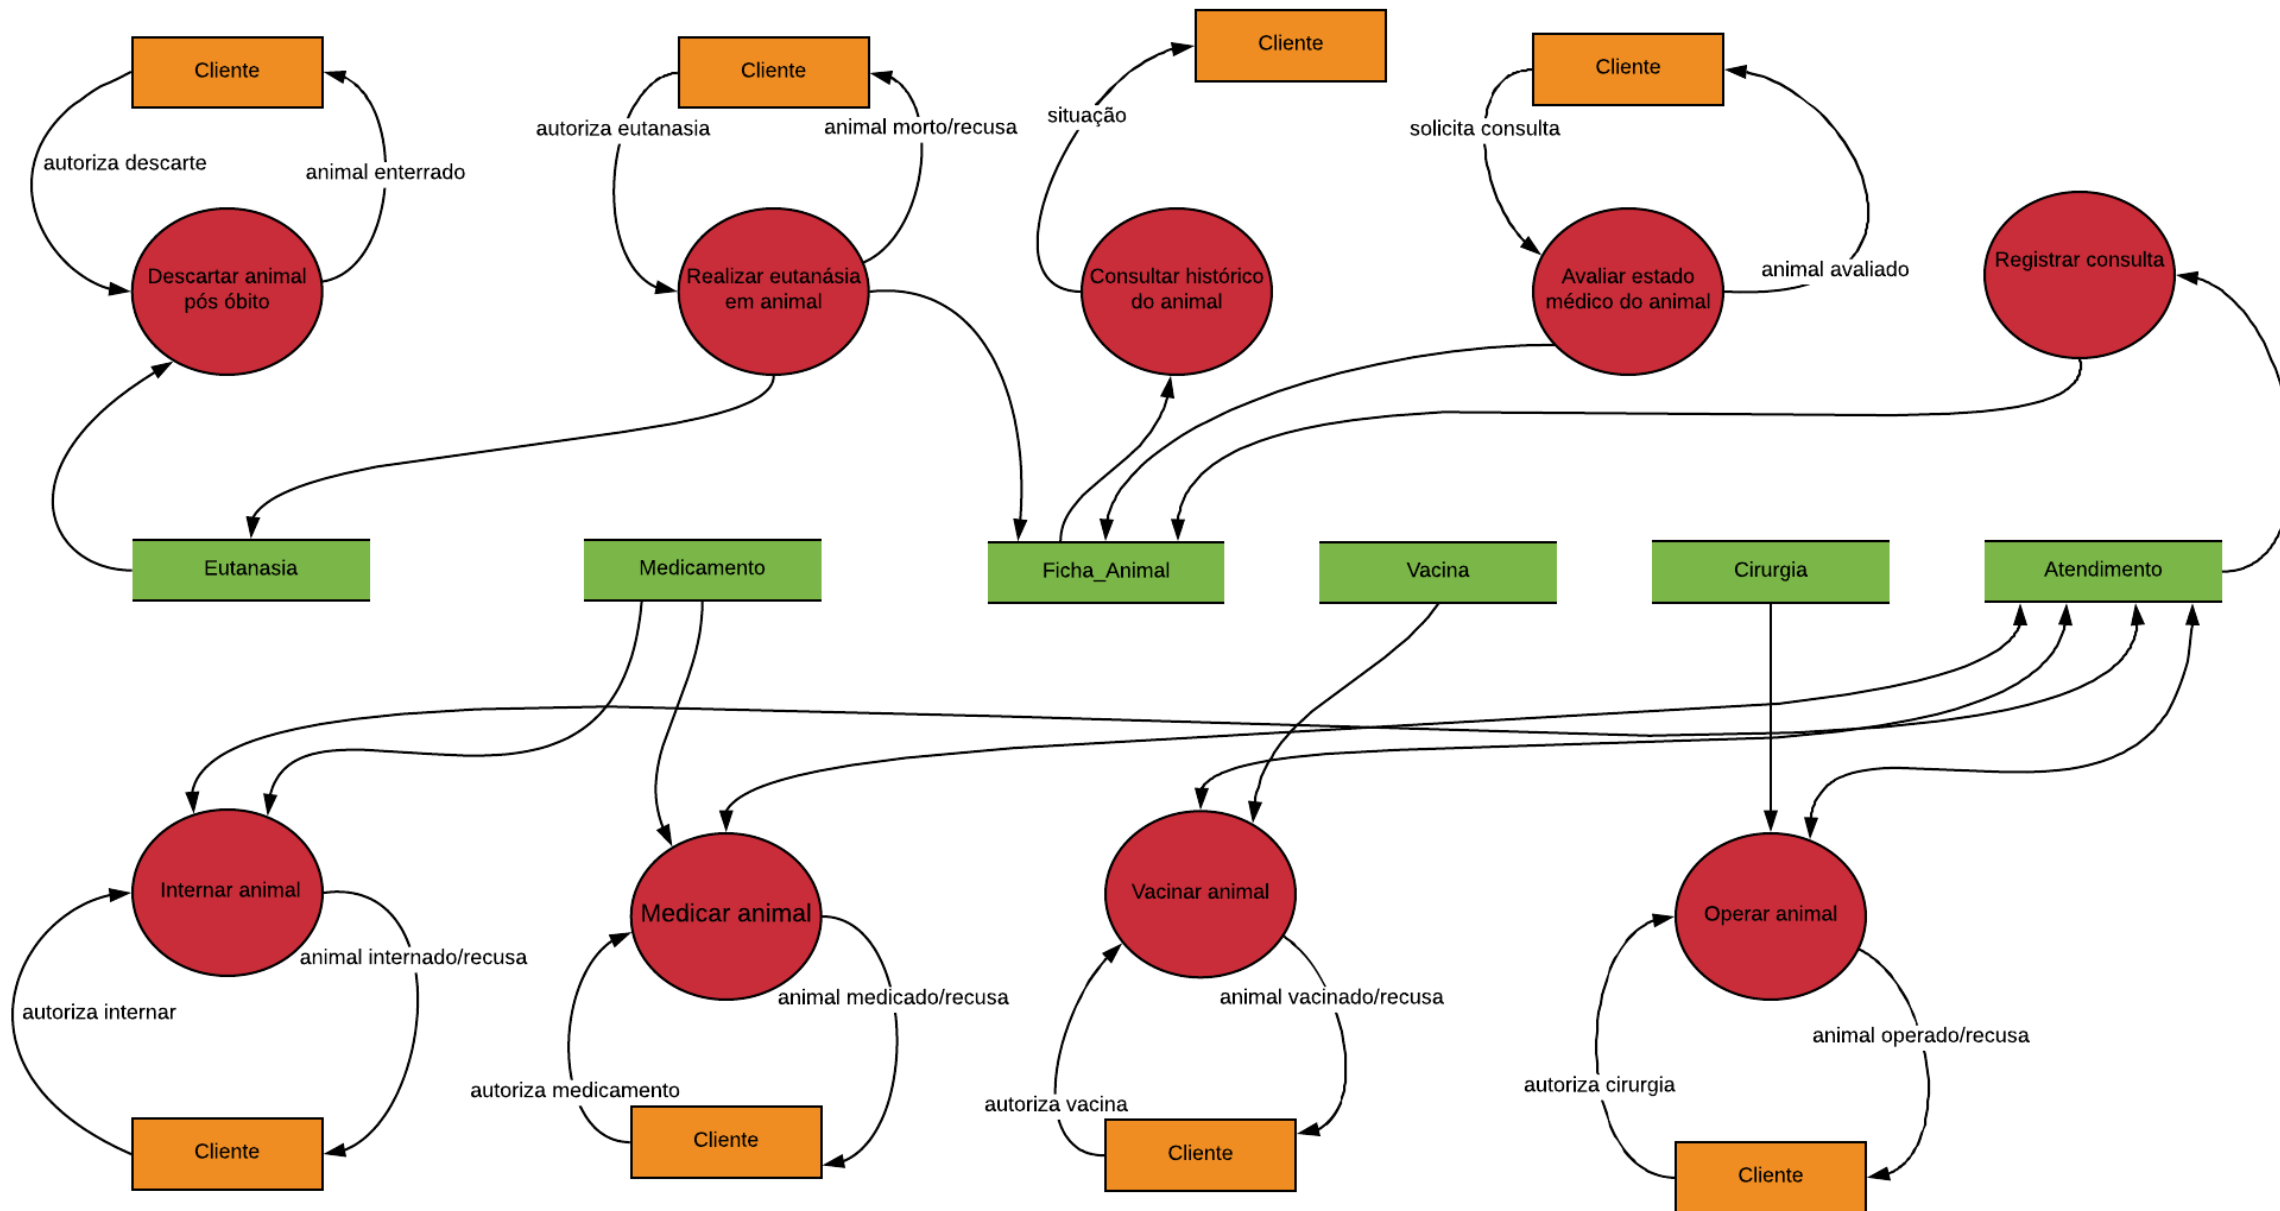 Cliente
Cliente
Cliente
Cliente
autoriza descarte
animal enterrado
autoriza eutanasia
animal morto/recusa
situação
solicita consulta
animal avaliado
Descartar animal
pós óbito
Realizar eutanásia
em animal
Consultar histórico
do animal
Avaliar estado
médico do animal
Registrar consulta
Eutanasia
Medicamento
Ficha_Animal
Vacina
Cirurgia
Atendimento
Internar animal
Medicar animal
Vacinar animal
Operar animal
autoriza internar
animal internado/recusa
autoriza medicamento
animal medicado/recusa
autoriza vacina
animal vacinado/recusa
autoriza cirurgia
animal operado/recusa
Cliente
Cliente
Cliente
Cliente